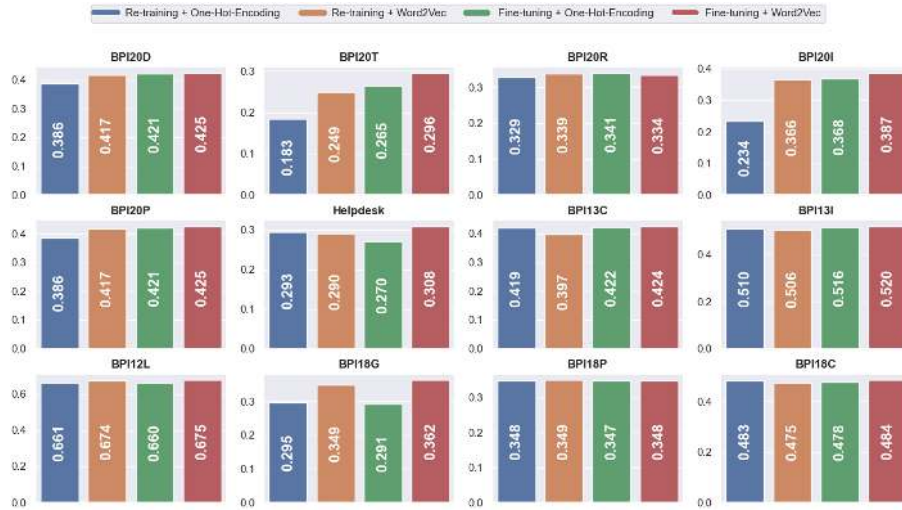 Re-training + One-Hot-Encoding Re-training + Word2Vec Fine-tuning + One-Hot-Encoding Fine-tuning + Word2Vec
BPI20D BPI20T BPI20R BPI20I
0.4 0.3 0.2 0.1 0.0 0.386 0.417 0.421 0.425
0.3 0.2 0.1 0.0 0.183 0.249 0.265 0.296
0.3 0.2 0.1 0.0 0.329 0.339 0.341 0.334
0.4 0.3 0.2 0.1 0.0 0.234 0.366 0.368 0.387
BPI20P Helpdesk BPI13C BPI13I
0.4 0.3 0.2 0.1 0.0 0.386 0.417 0.421 0.425
0.3 0.2 0.1 0.0 0.293 0.290 0.270 0.308
0.4 0.3 0.2 0.1 0.0 0.419 0.397 0.422 0.424
0.4 0.2 0.0 0.510 0.506 0.516 0.520
BPI12L BPI18G BPI18P BPI18C
0.6 0.4 0.2 0.0 0.661 0.674 0.660 0.675
0.3 0.2 0.1 0.0 0.295 0.349 0.291 0.362
0.3 0.2 0.1 0.0 0.348 0.349 0.347 0.348
0.4 0.2 0.0 0.483 0.475 0.478 0.484